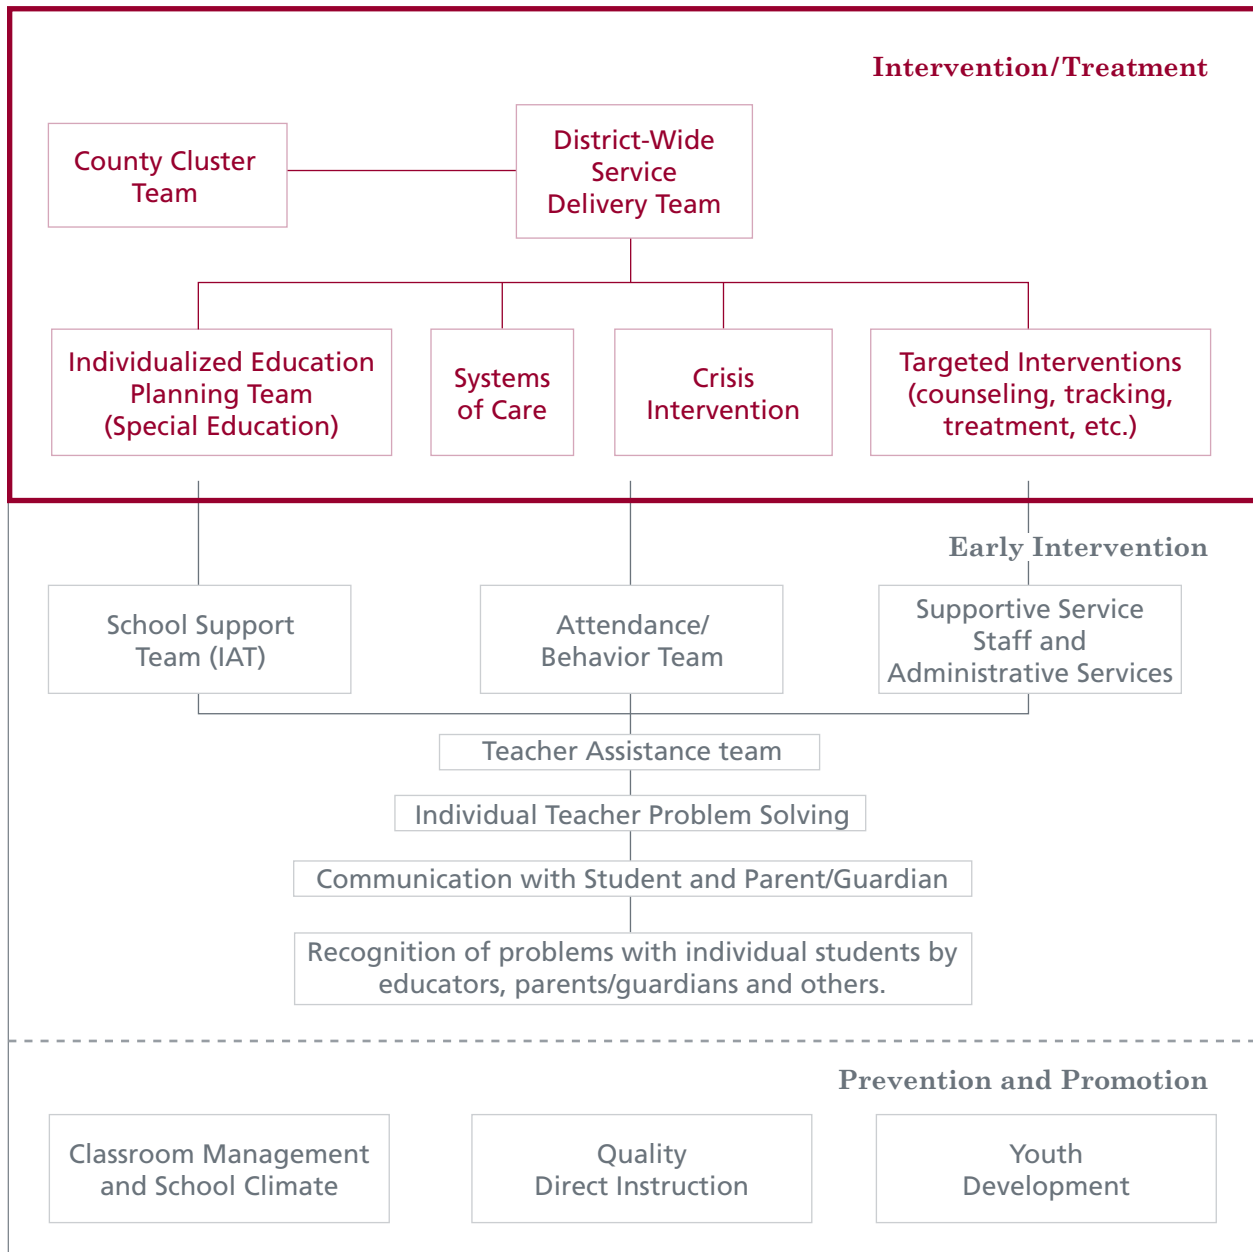 Intervention/Treatment
County Cluster
Team
District-Wide
Service
Delivery Team
Individualized Education
Planning Team
(Special Education)
Systems
of Care
Crisis
Intervention
Targeted Interventions
(counseling, tracking,
treatment, etc.)
Early Intervention
School Support
Team (IAT)
Attendance/
Behavior Team
Supportive Service
Staff and
Administrative Services
Teacher Assistance team
Individual Teacher Problem Solving
Communication with Student and Parent/Guardian
Recognition of problems with individual students by
educators, parents/guardians and others.
Prevention and Promotion
Classroom Management
and School Climate
Quality
Direct Instruction
Youth
Development